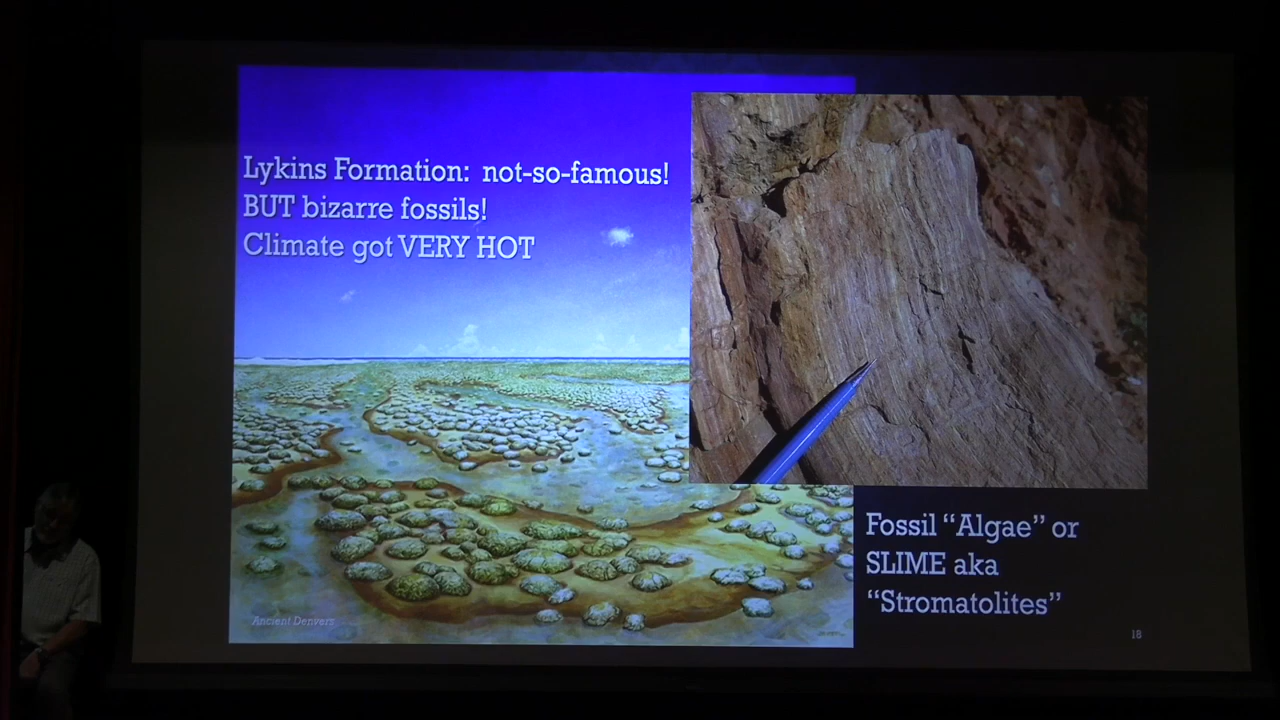 Lykins Formation: not-so-famous!
BUT bizarre fossils!
Climate got VERY HOT
Fossil “Algae” or
SLIME aka
“Stromatolites”
Ancient Denvers
18